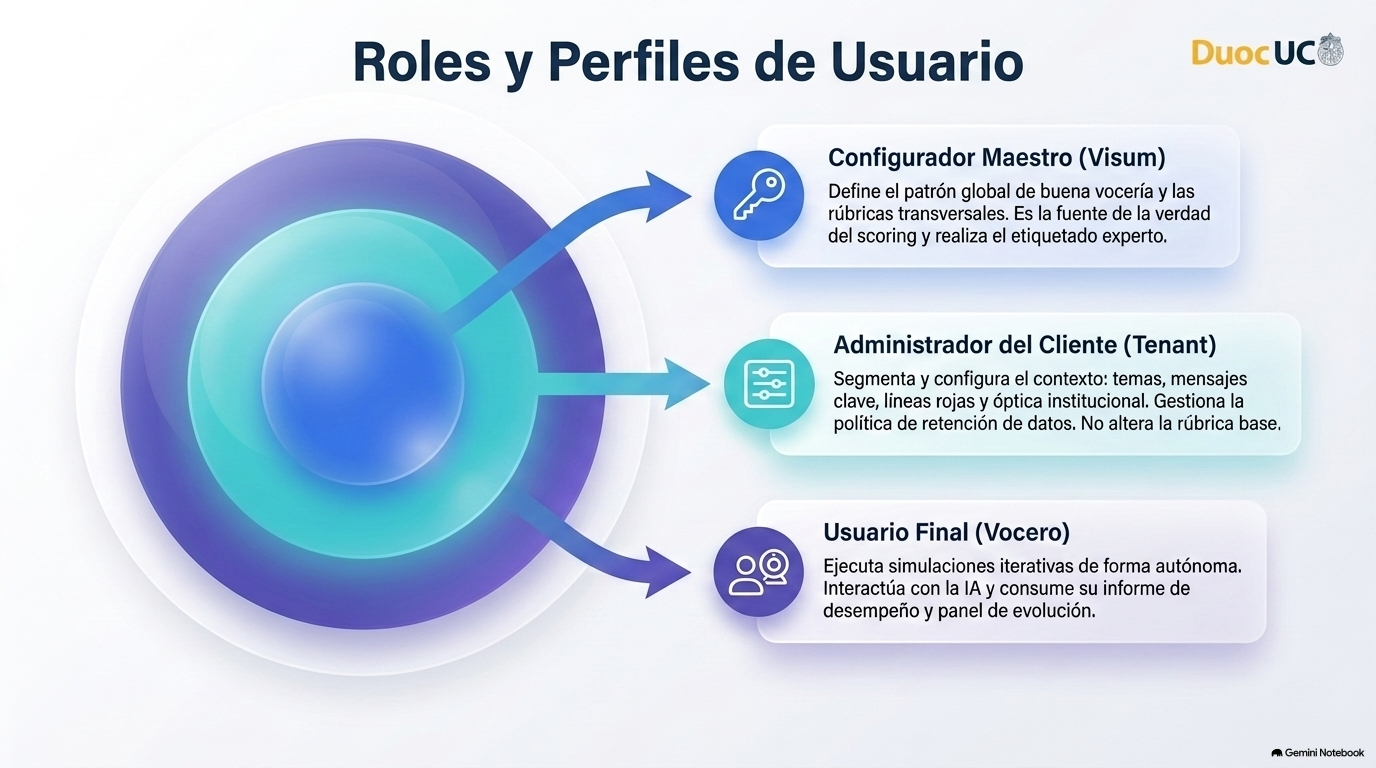 Roles y Perfiles de Usuario
Duoc UC
Configurador Maestro (Visum)
Define el patrón global de buena vocería y las
rúbricas transversales. Es la fuente de la verdad
del scoring y realiza el etiquetado experto.
Administrador del Cliente (Tenant)
Segmenta y configura el contexto: temas, mensajes
clave, líneas rojas y óptica institucional. Gestiona la
política de retención de datos. No altera la rúbrica base.
Usuario Final (Vocero)
Ejecuta simulaciones iterativas de forma autónoma.
Interactúa con la IA y consume su informe de
desempeño y panel de evolución.
Gemini Notebook